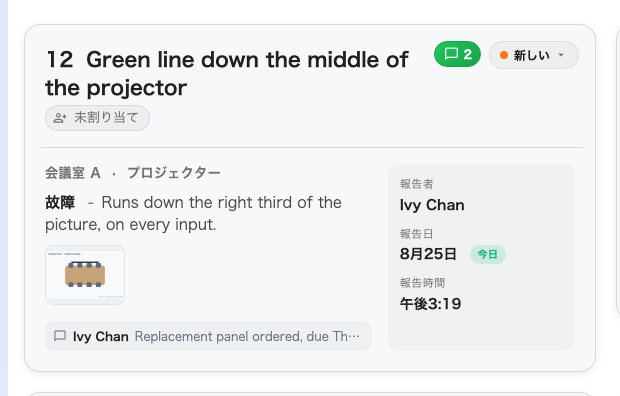 12 Green line down the middle of
the projector
2
新しい
未割り当て
会議室 A · プロジェクター
故障 - Runs down the right third of the
picture, on every input.
Ivy Chan Replacement panel ordered, due Th…
報告者
Ivy Chan
報告日
8月25日 今日
報告時間
午後3:19